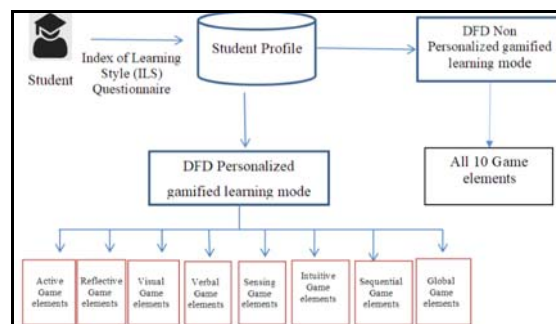 Student
Index of Learning
Style (ILS)
Questionnaire
Student Profile
DFD Non
Personalized gamified
learning mode
DFD Personalized
gamified learning mode
All 10 Game
elements
Active
Game
elements
Reflective
Game
elements
Visual
Game
elements
Verbal
Game
elements
Sensing
Game
elements
Intuitive
Game
elements
Sequential
Game
elements
Global
Game
elements